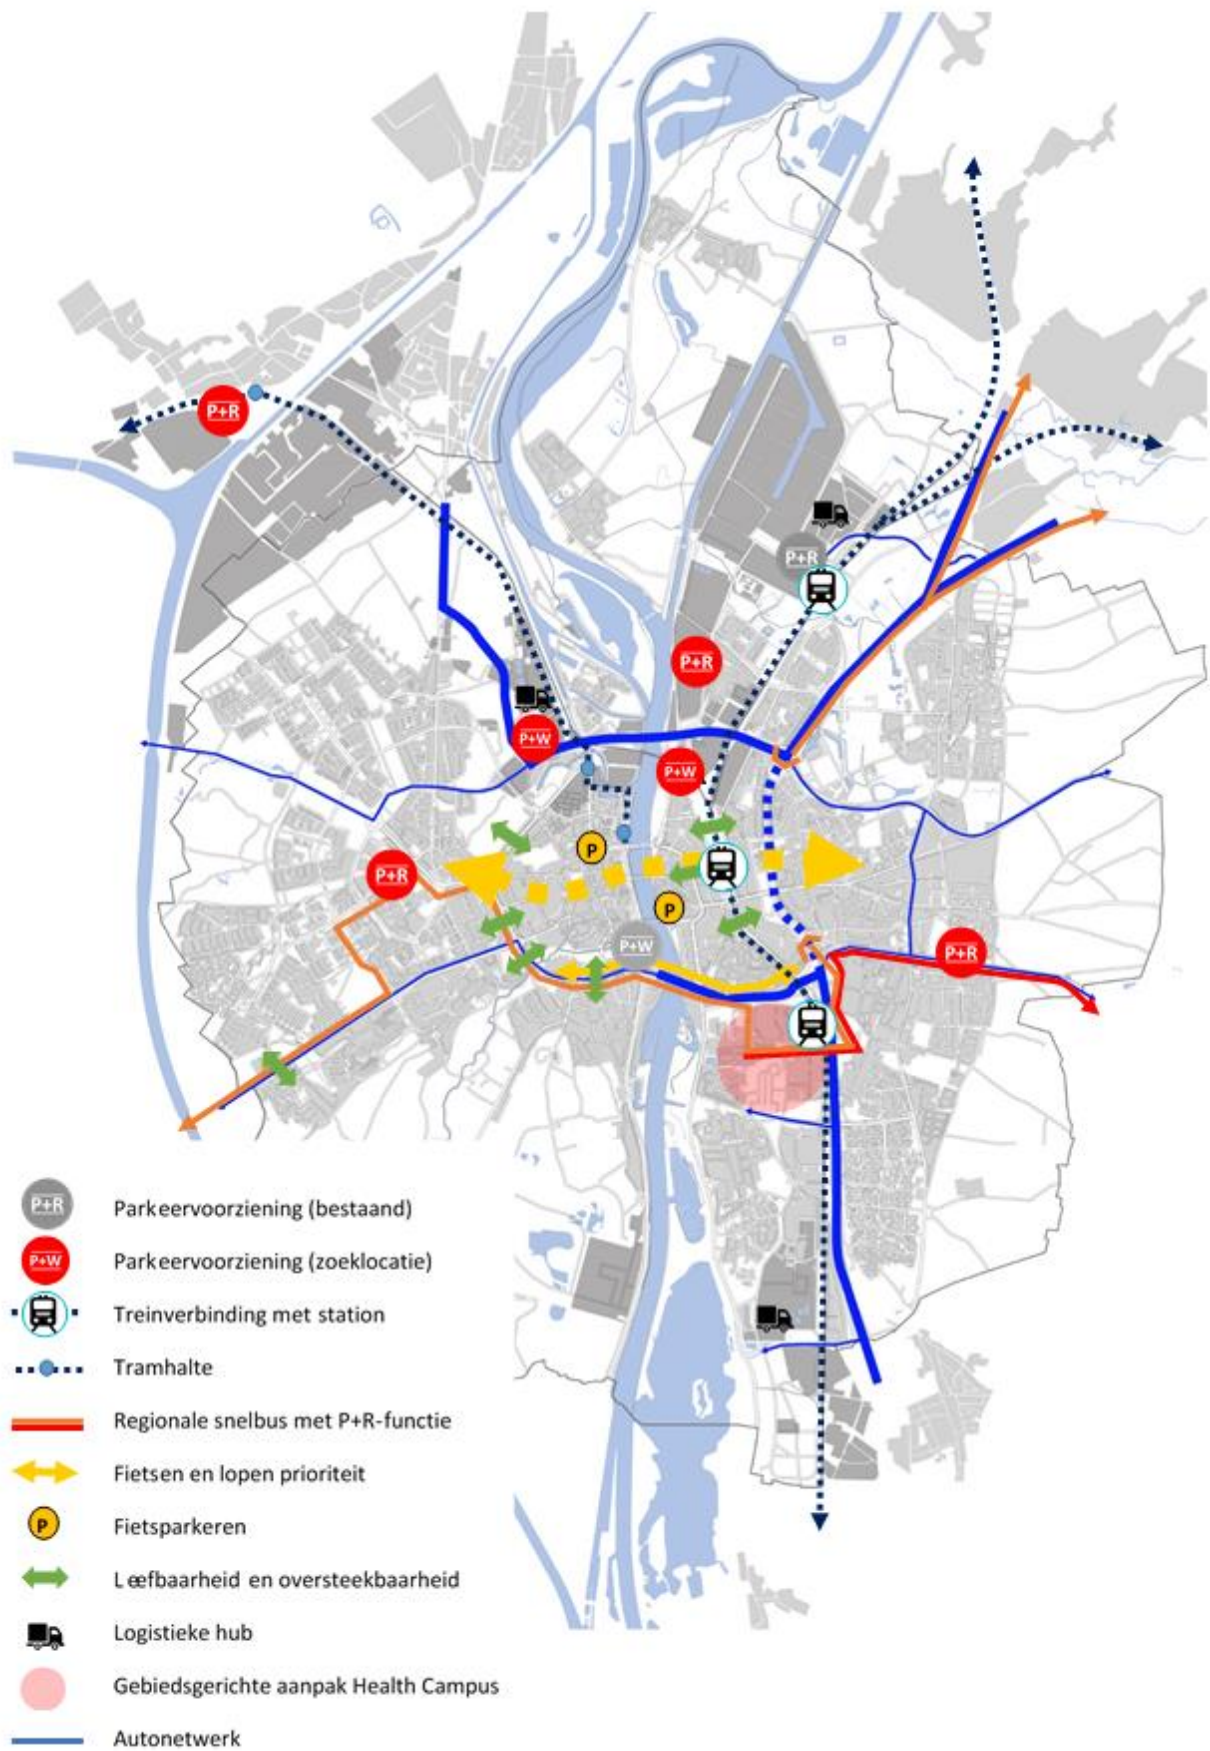 P+R
P+R
P+R
P+W
P+W
P
P+R
P
P+W
P+R
P+R Parkeervoorziening (bestaand)
P+W Parkeervoorziening (zoeklocatie)
Treinverbinding met station
Tramhalte
Regionale snelbus met P+R-functie
Fietsen en lopen prioriteit
P Fietsparkeren
Leefbaarheid en oversteekbaarheid
Logistieke hub
Gebiedsgerichte aanpak Health Campus
Autonetwerk